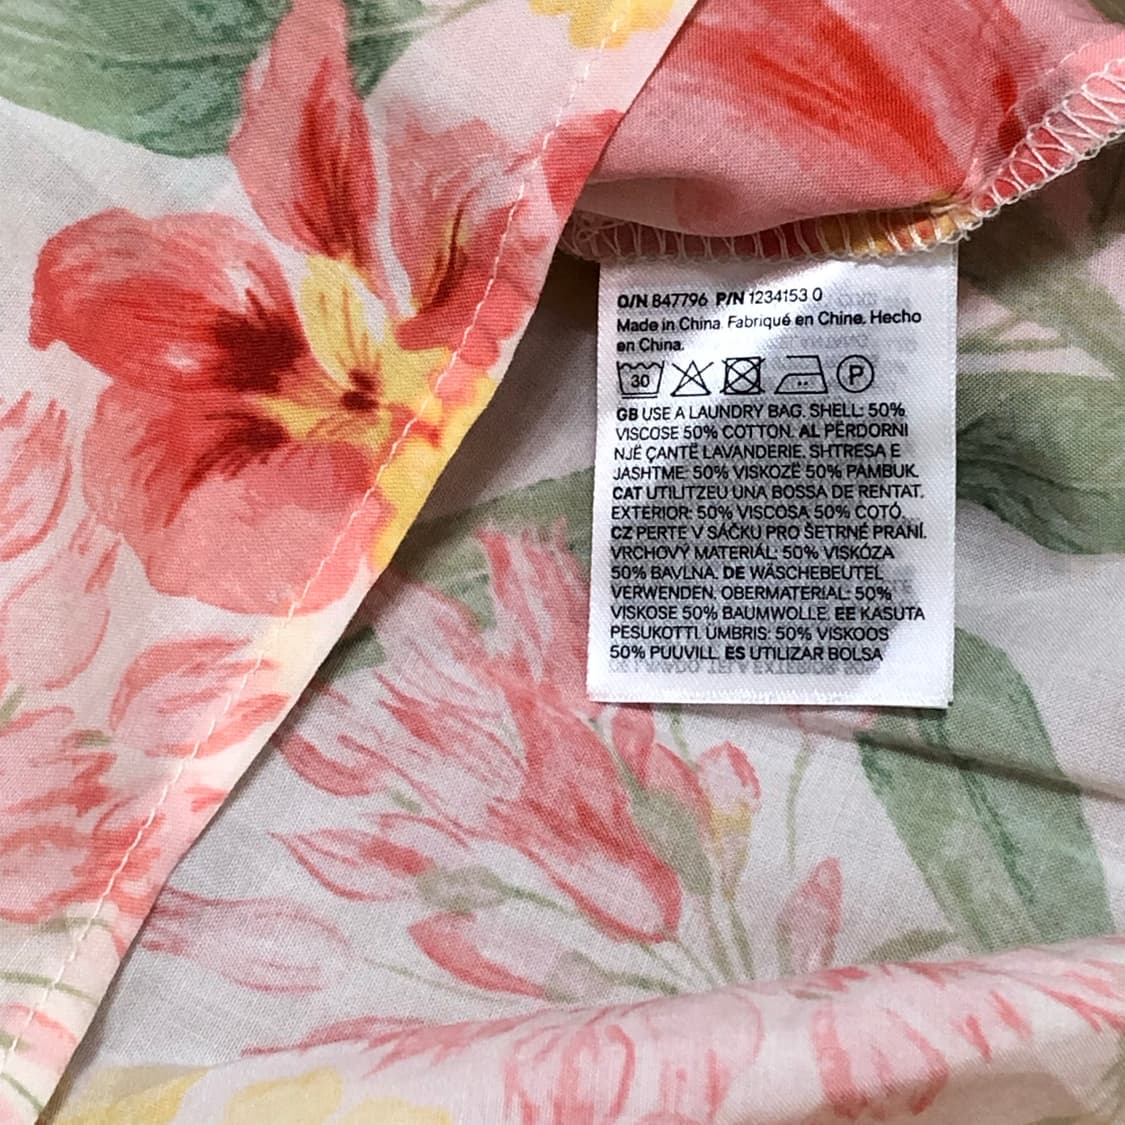 O/N 847796 P/N 1234153 0
Made in China. Fabriqué en Chine. Hecho
en China.
30 P
GB USE A LAUNDRY BAG. SHELL: 50%
VISCOSE 50% COTTON. AL PËRDORNI
NJË ÇANTË LAVANDERIE. SHTRESA E
JASHTME: 50% VISKOZË 50% PAMBUK.
CAT UTILITZEU UNA BOSSA DE RENTAT.
EXTERIOR: 50% VISCOSA 50% COTÓ.
CZ PERTE V SÁČKU PRO ŠETRNÉ PRANÍ.
VRCHOVÝ MATERIÁL: 50% VISKÓZA
50% BAVLNA. DE WÄSCHEBEUTEL
VERWENDEN. OBERMATERIAL: 50%
VISKOSE 50% BAUMWOLLE. EE KASUTA
PESUKOTTI. ÜMBRIS: 50% VISKOOS
50% PUUVILL. ES UTILIZAR BOLSA